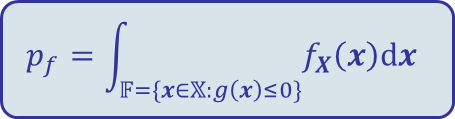 p_f = ∫_{𝔽={𝒙∈𝕏:g(𝒙)≤0}} f_𝑿(𝒙)d𝒙